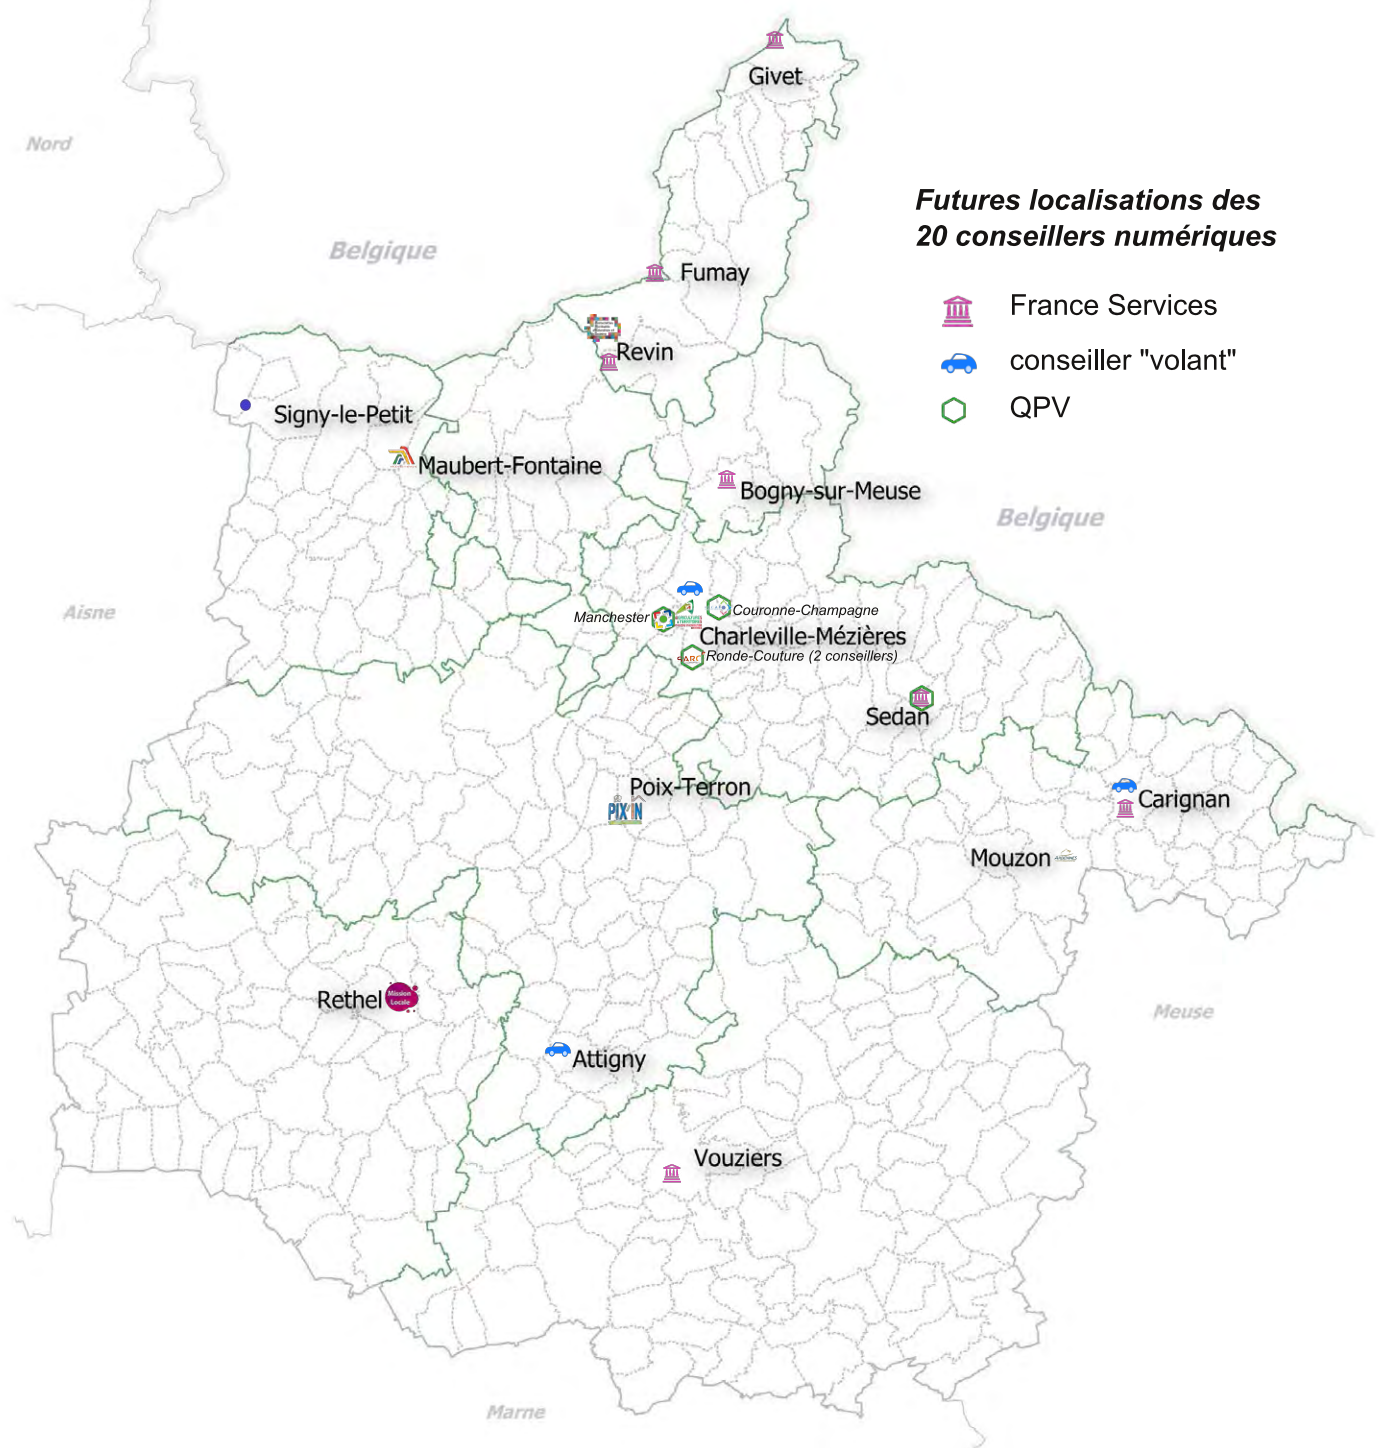 Givet
Nord
Futures localisations des
20 conseillers numériques
Belgique
Fumay
France Services
Revin
conseiller "volant"
QPV
Signy-le-Petit
Maubert-Fontaine
Bogny-sur-Meuse
Belgique
Aisne
Manchester
Couronne-Champagne
Charleville-Mézières
Ronde-Couture (2 conseillers)
Sedan
Poix-Terron
PIX'IN
Carignan
Mouzon
Rethel
Mission
Locale
Meuse
Attigny
Vouziers
Marne